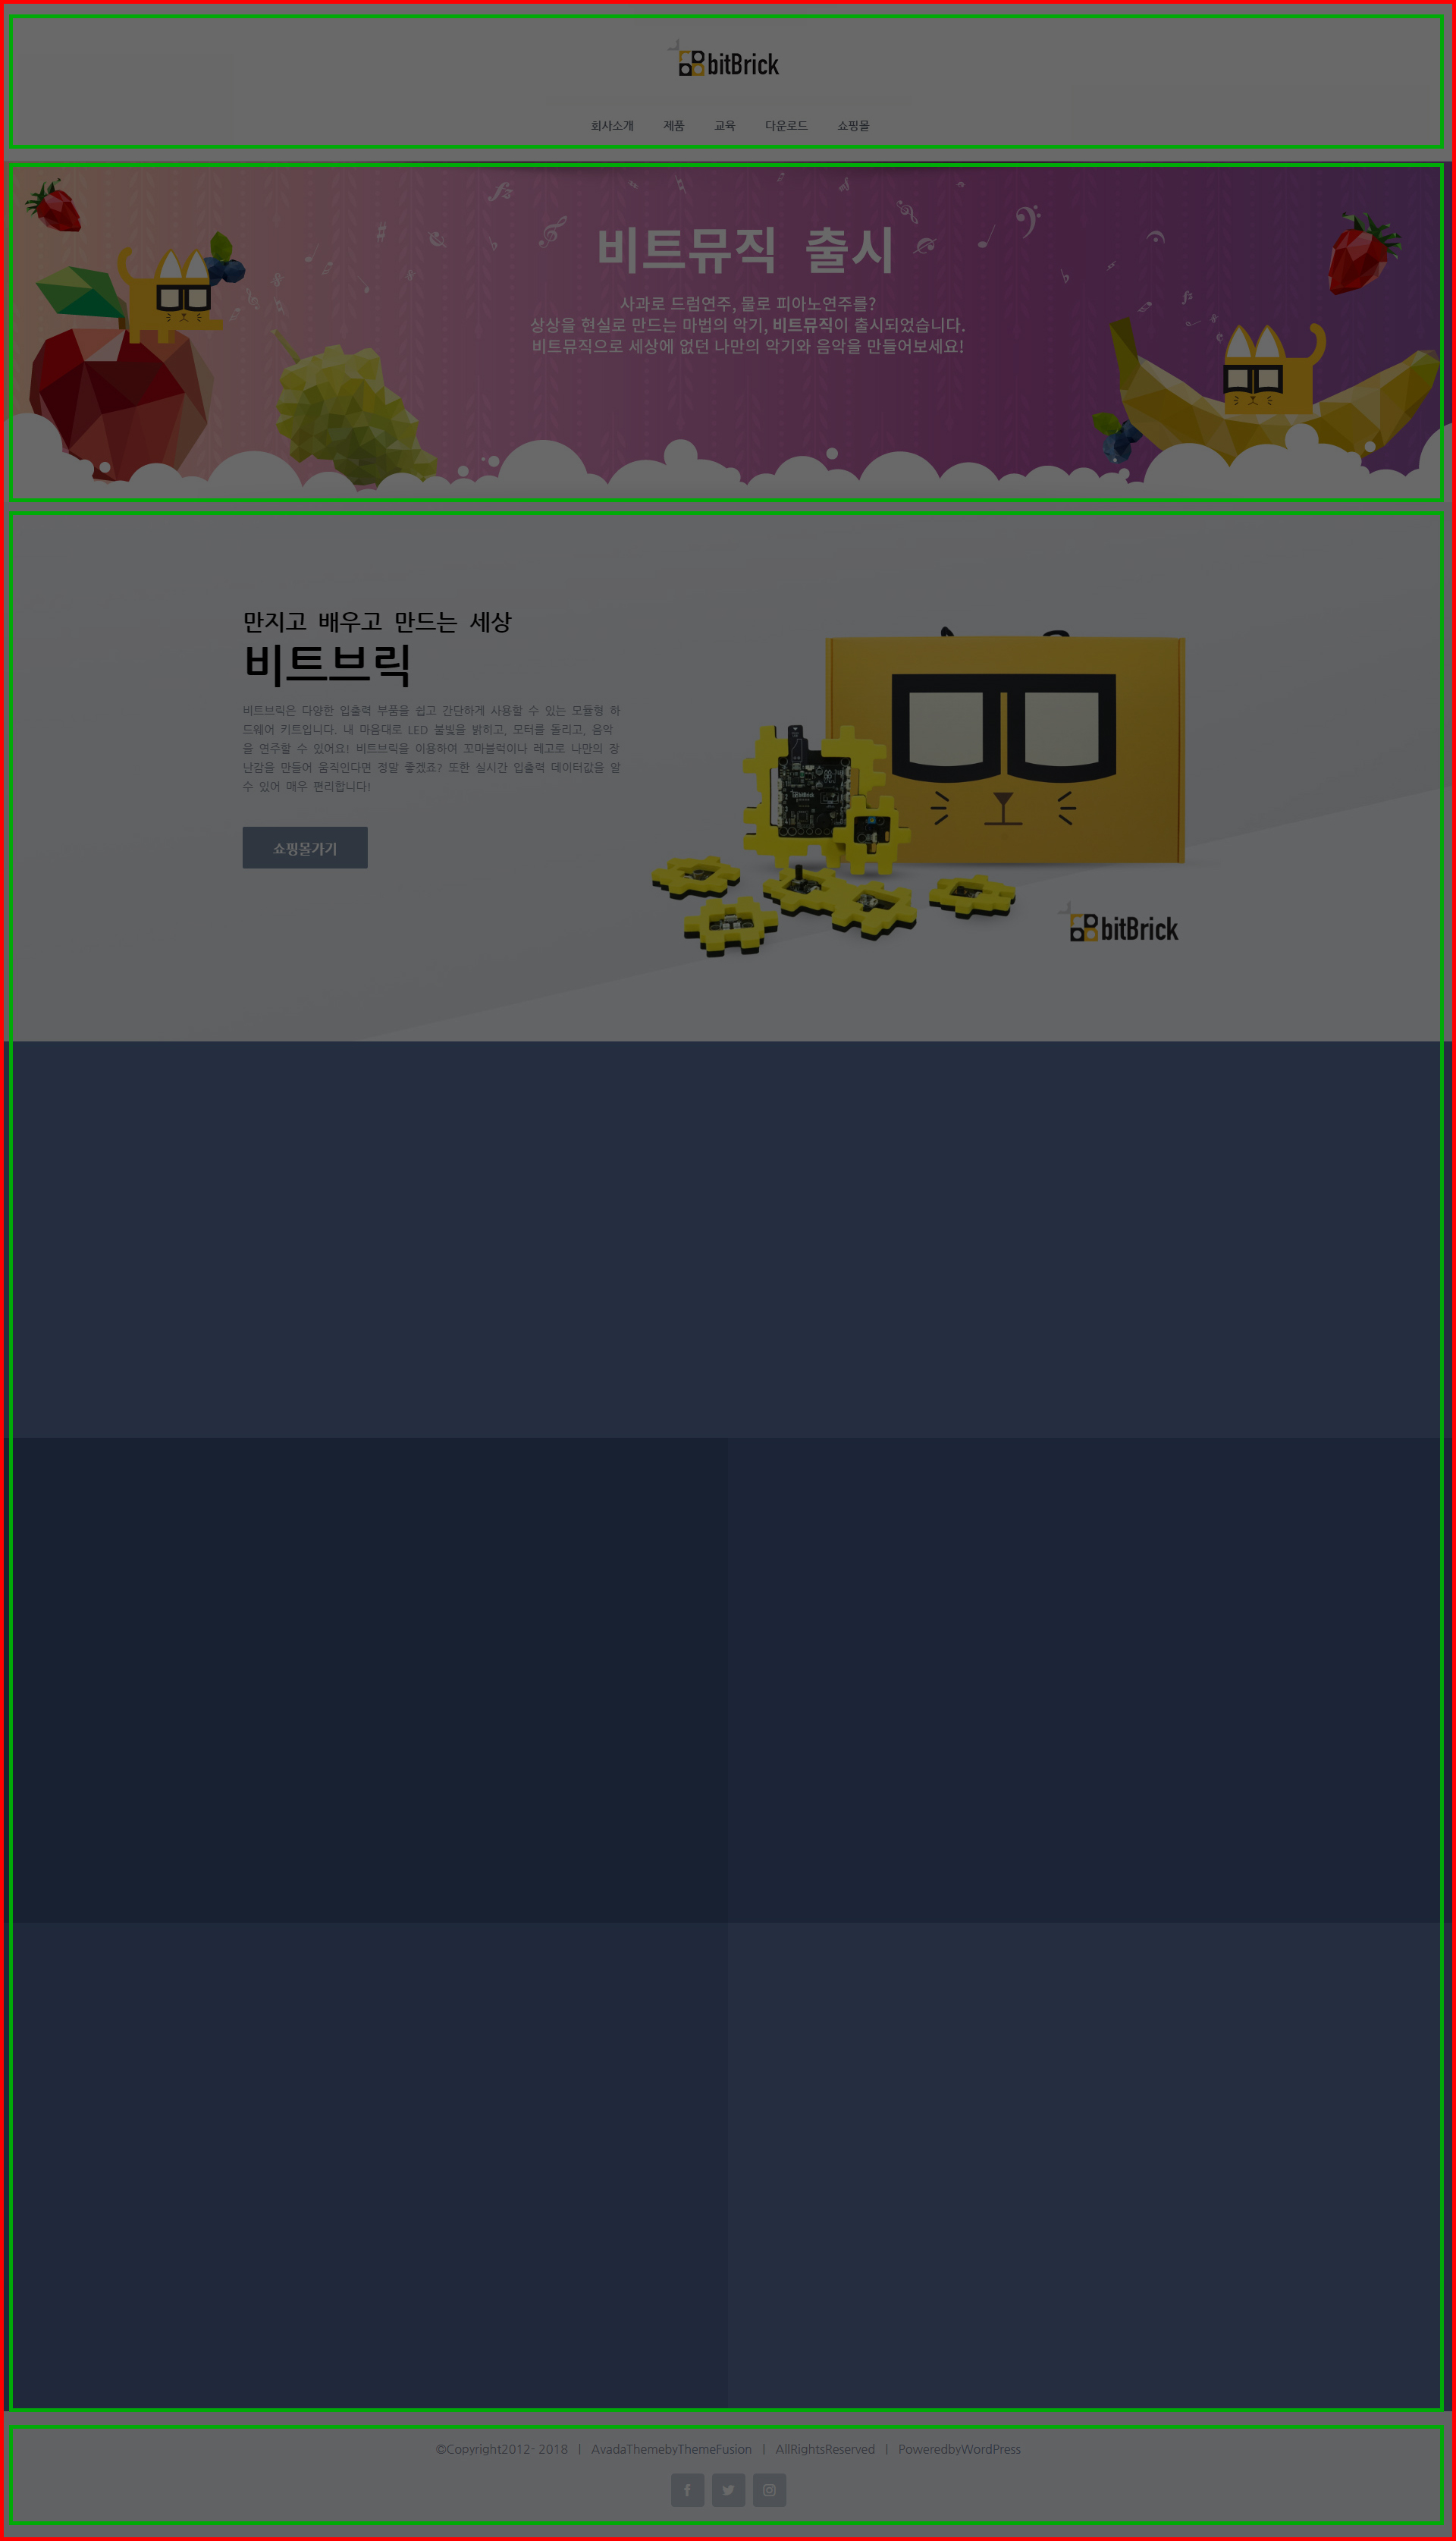 bitBrick
회사소개 제품 교육 다운로드 쇼핑몰
비트뮤직 출시
사과로 드럼연주, 물로 피아노연주를?
상상을 현실로 만드는 마법의 악기, 비트뮤직이 출시되었습니다.
비트뮤직으로 세상에 없던 나만의 악기와 음악을 만들어보세요!
만지고 배우고 만드는 세상
비트브릭
비트브릭은 다양한 입출력 부품을 쉽고 간단하게 사용할 수 있는 모듈형 하
드웨어 키트입니다. 내 마음대로 LED 불빛을 밝히고, 모터를 돌리고, 음악
을 연주할 수 있어요! 비트브릭을 이용하여 꼬마블럭이나 레고로 나만의 장
난감을 만들어 움직인다면 정말 좋겠죠? 또한 실시간 입출력 데이터값을 알
수 있어 매우 편리합니다!
쇼핑몰가기
bitBrick
©Copyright2012- 2018 | AvadaThemebyThemeFusion | AllRightsReserved | PoweredbyWordPress